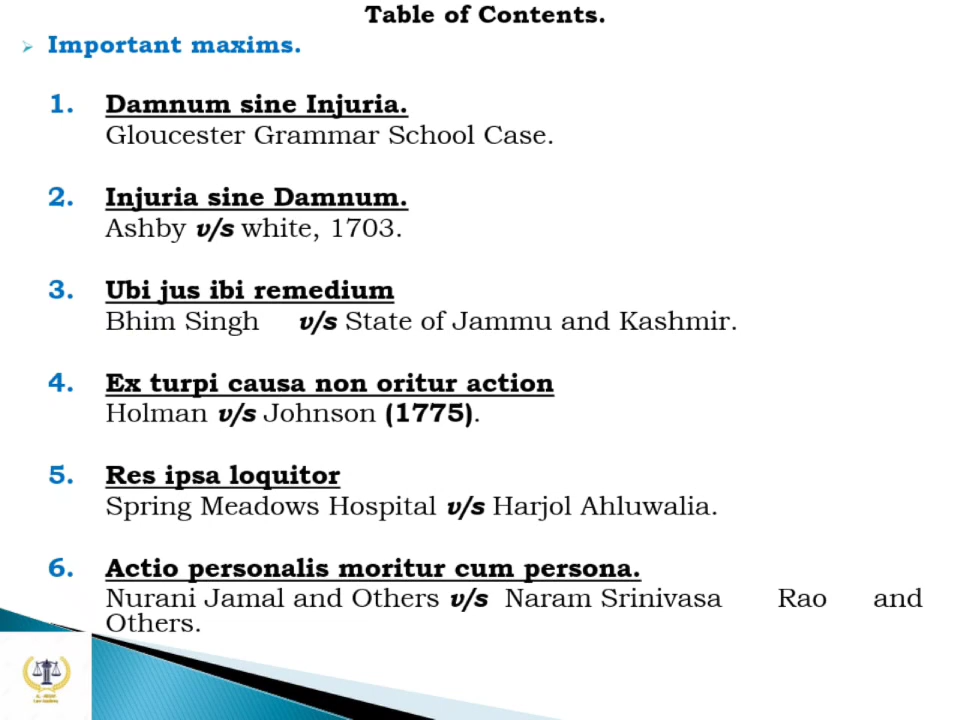 Table of Contents.
Important maxims.
1. Damnum sine Injuria.
Gloucester Grammar School Case.
2. Injuria sine Damnum.
Ashby v/s white, 1703.
3. Ubi jus ibi remedium
Bhim Singh v/s State of Jammu and Kashmir.
4. Ex turpi causa non oritur action
Holman v/s Johnson (1775).
5. Res ipsa loquitor
Spring Meadows Hospital v/s Harjol Ahluwalia.
6. Actio personalis moritur cum persona.
Nurani Jamal and Others v/s Naram Srinivasa Rao and
Others.